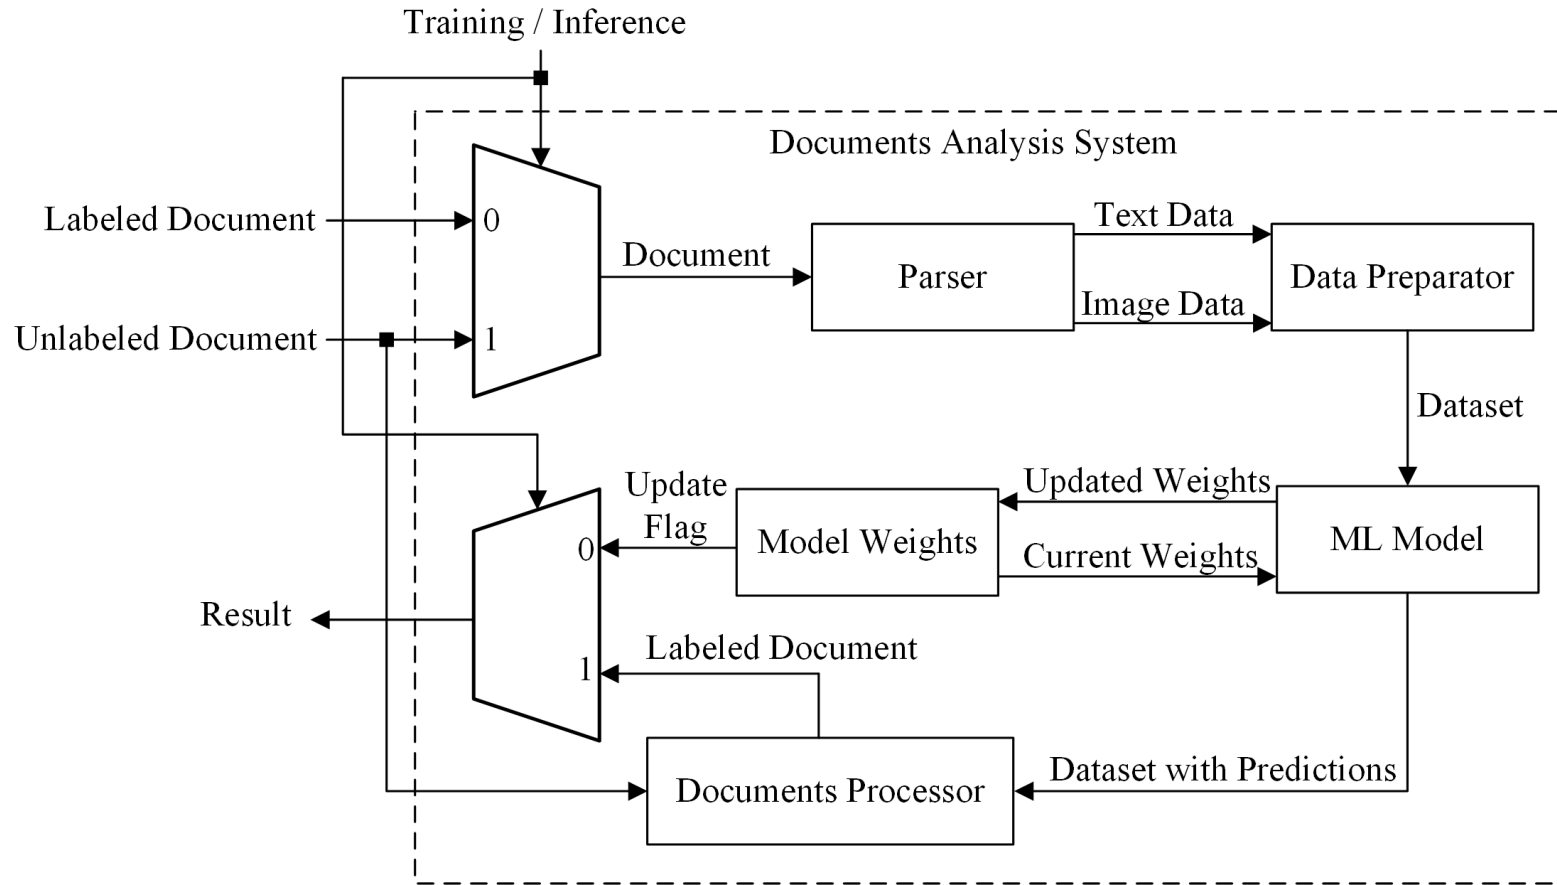 Training / Inference
Documents Analysis System
Labeled Document
0
Text Data
Document
Parser
Data Preparator
Image Data
Unlabeled Document
1
Dataset
Update
Flag
Updated Weights
0
Model Weights
ML Model
Current Weights
Result
Labeled Document
1
Dataset with Predictions
Documents Processor